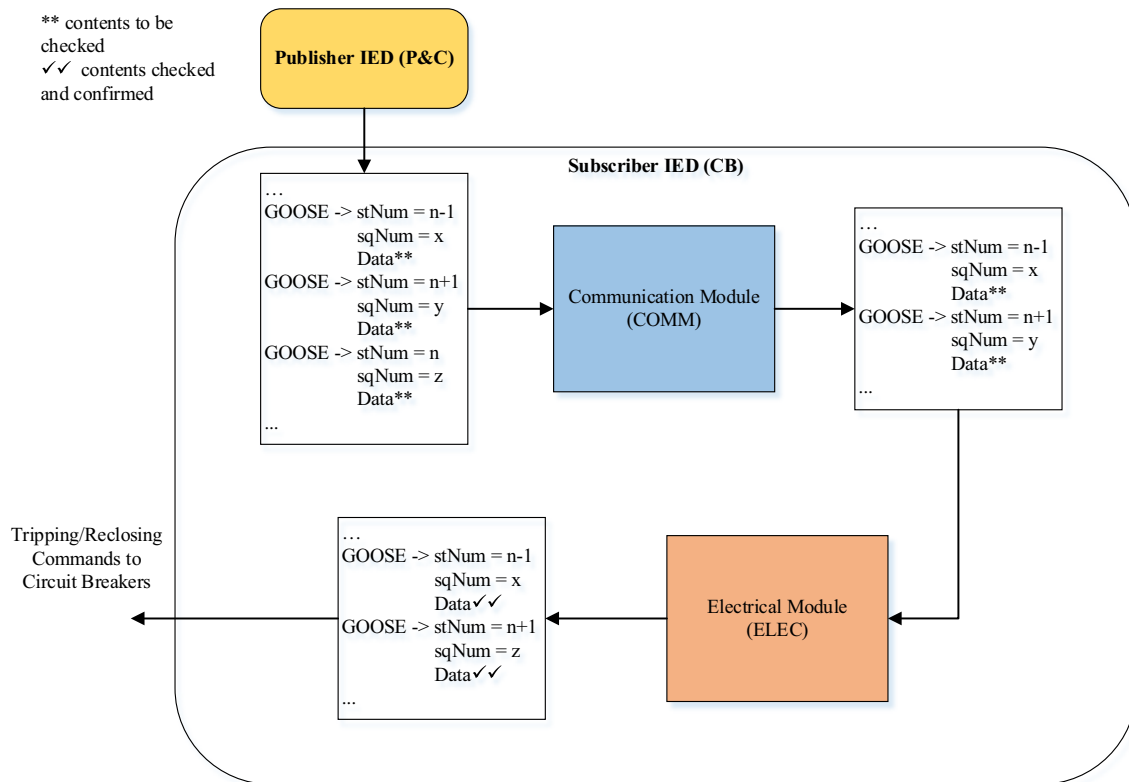 ** contents to be
checked
✓✓ contents checked
and confirmed
Publisher IED (P&C)
Subscriber IED (CB)
…
GOOSE -> stNum = n-1
sqNum = x
Data**
GOOSE -> stNum = n+1
sqNum = y
Data**
GOOSE -> stNum = n
sqNum = z
Data**
...
Communication Module
(COMM)
…
GOOSE -> stNum = n-1
sqNum = x
Data**
GOOSE -> stNum = n+1
sqNum = y
Data**
...
Electrical Module
(ELEC)
…
GOOSE -> stNum = n-1
sqNum = x
Data✓✓
GOOSE -> stNum = n+1
sqNum = z
Data✓✓
...
Tripping/Reclosing
Commands to
Circuit Breakers